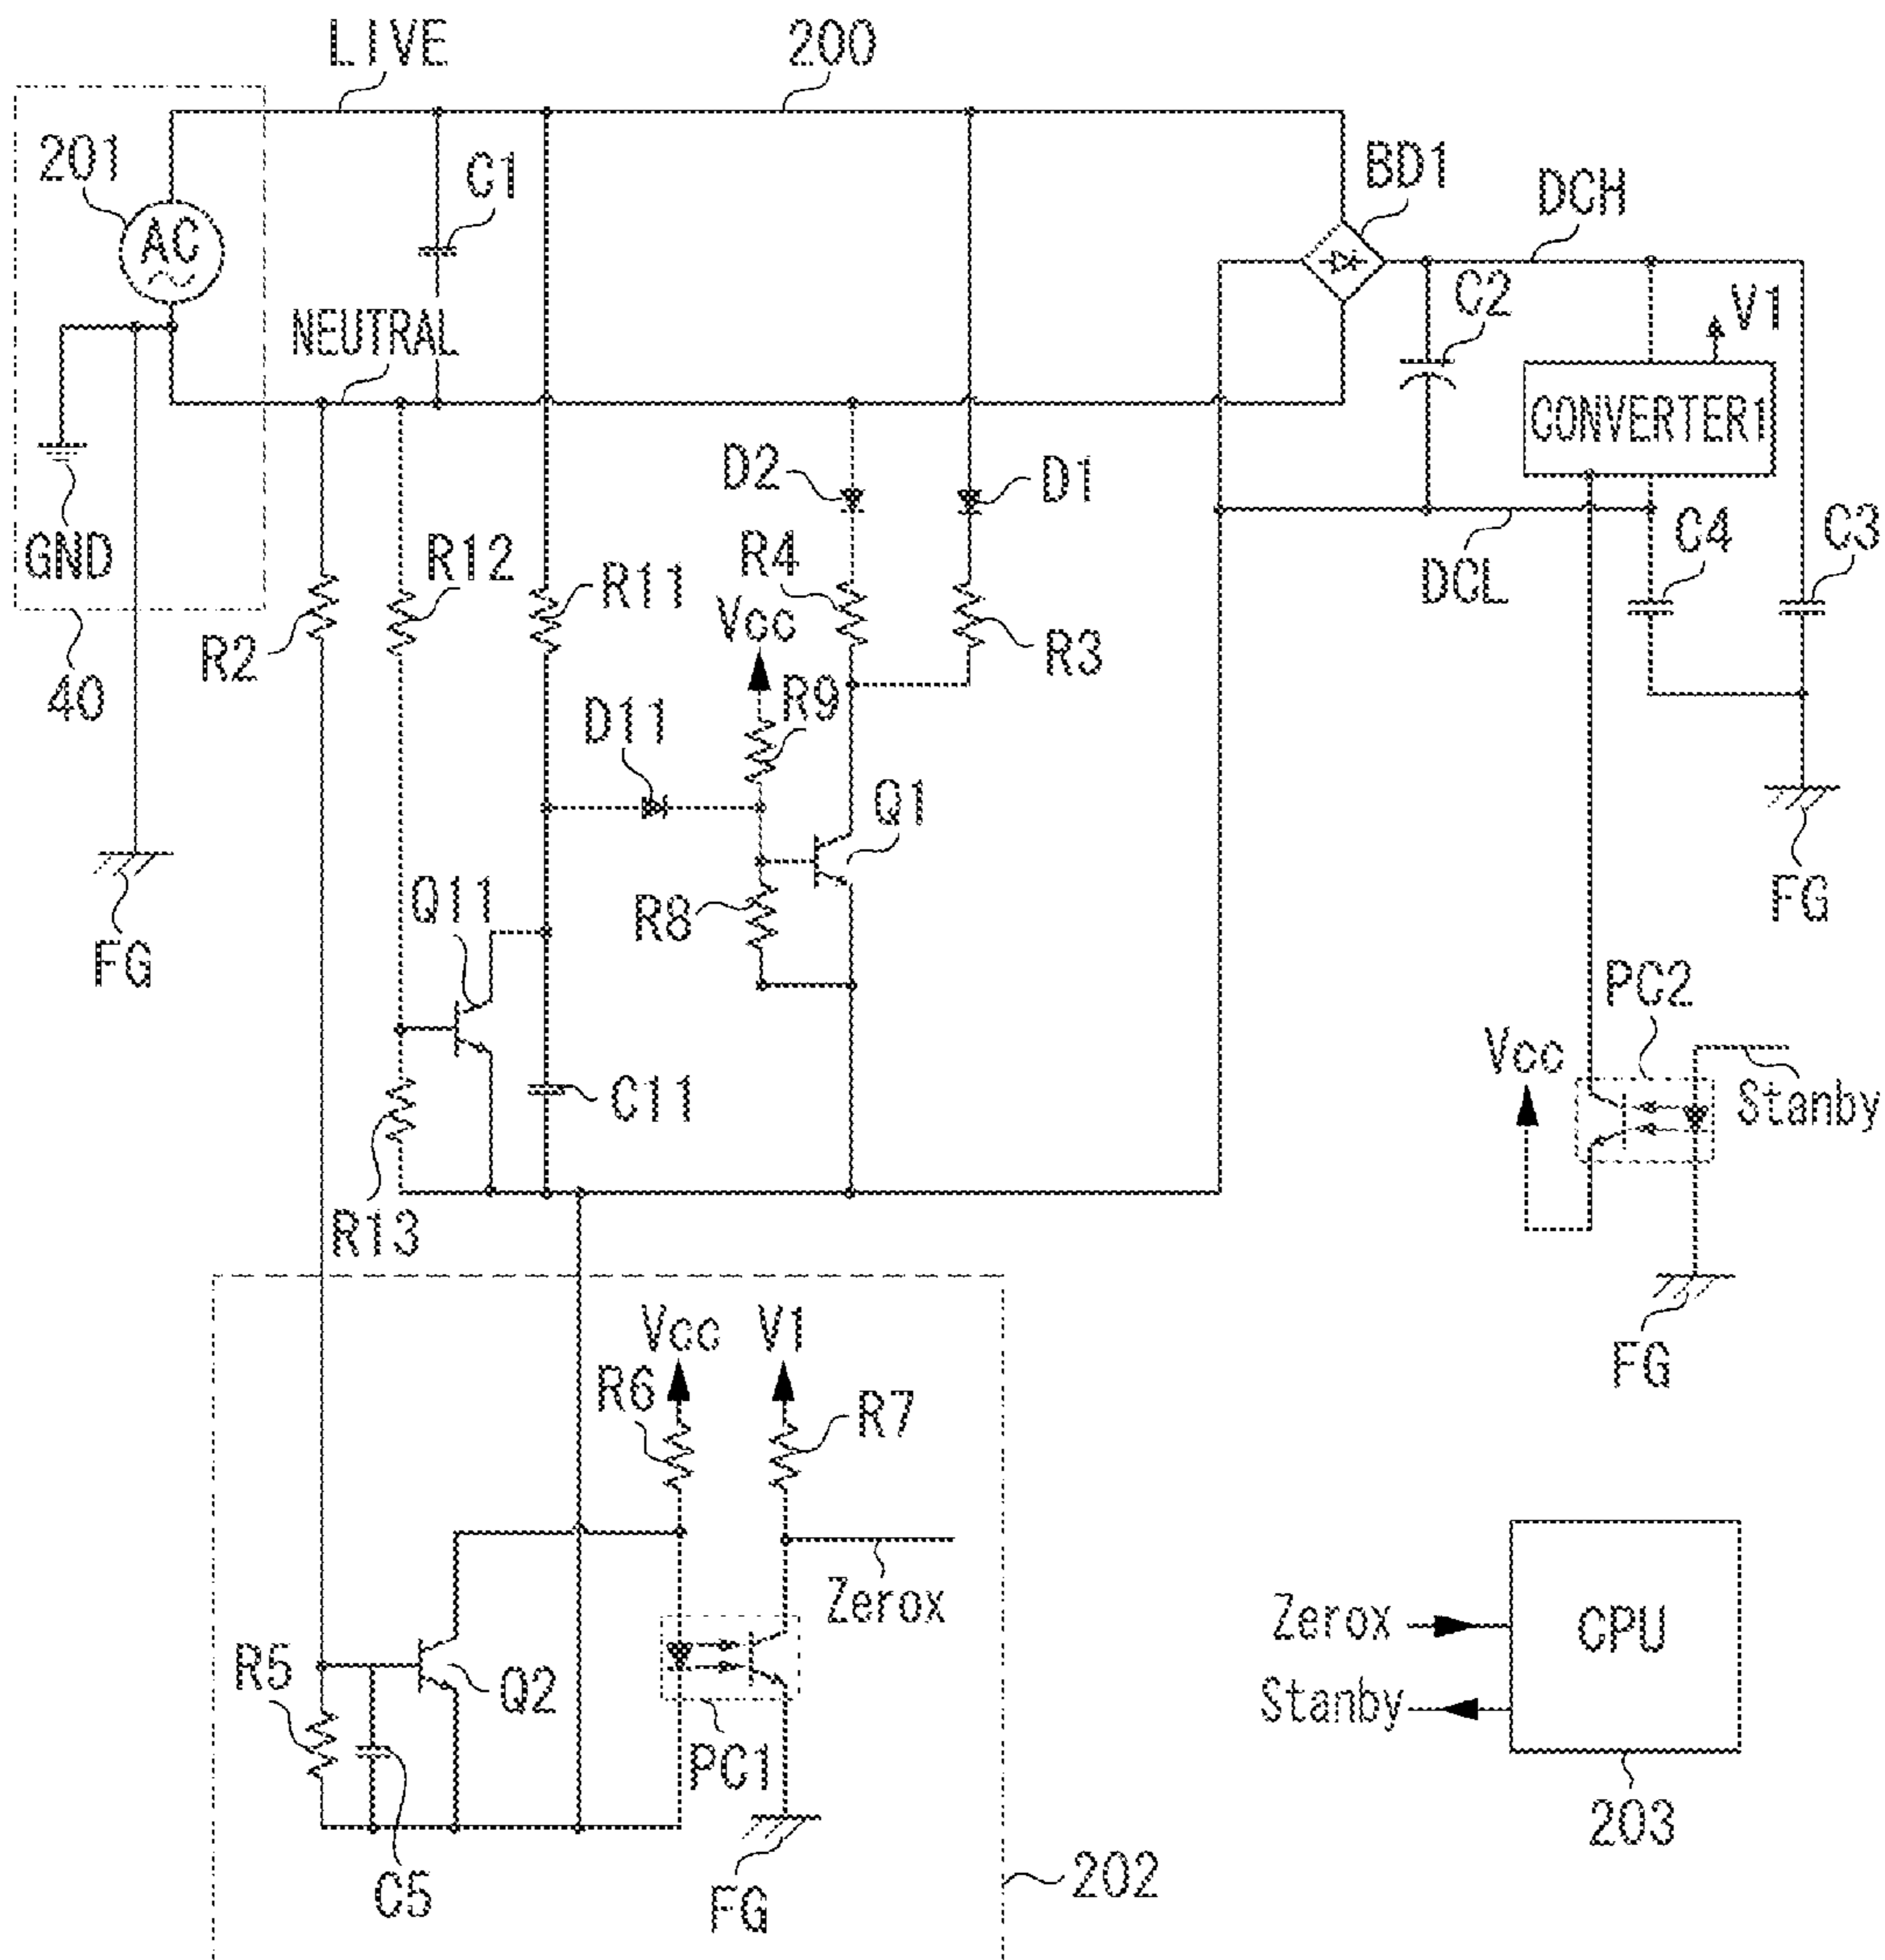 LIVE
200
201
AC
C1
BD1
DCH
NEUTRAL
C2
V1
CONVERTER1
D2
D1
GND
R12
R11
R4
C4
C3
DCL
Vcc
R2
R3
40
R9
D11
Q1
Q11
R8
FG
FG
PC2
Vcc
Stanby
C11
R13
FG
Vcc
V1
R6
R7
Zerox
R5
Q2
PC1
C5
FG
202
Zerox
CPU
Stanby
203